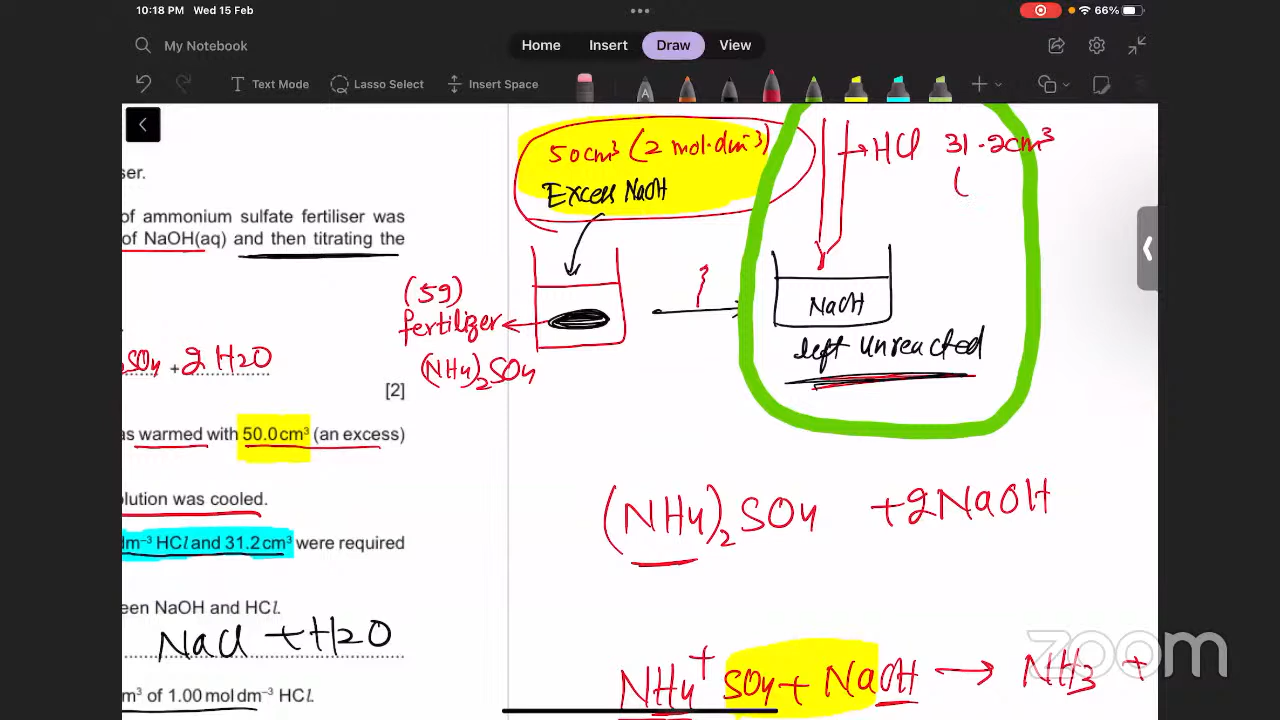 10:18 PM Wed 15 Feb
66%
My Notebook
Home Insert Draw View
Text Mode Lasso Select Insert Space
ser.
of ammonium sulfate fertiliser was
of NaOH(aq) and then titrating the
SO4 + 2 H2O
[2]
as warmed with 50.0 cm³ (an excess)
olution was cooled.
dm⁻³ HCl and 31.2 cm³ were required
een NaOH and HCl.
NaCl + H2O
m³ of 1.00 mol dm⁻³ HCl.
50cm³ (2 mol·dm⁻³)
Excess NaOH
(5g)
fertilizer
(NH4)2SO4
HCl 31.2cm³
(
NaOH
left unreacted
(NH4)2SO4 + 2NaOH
NH4+ SO4 + NaOH → NH3 +
zoom